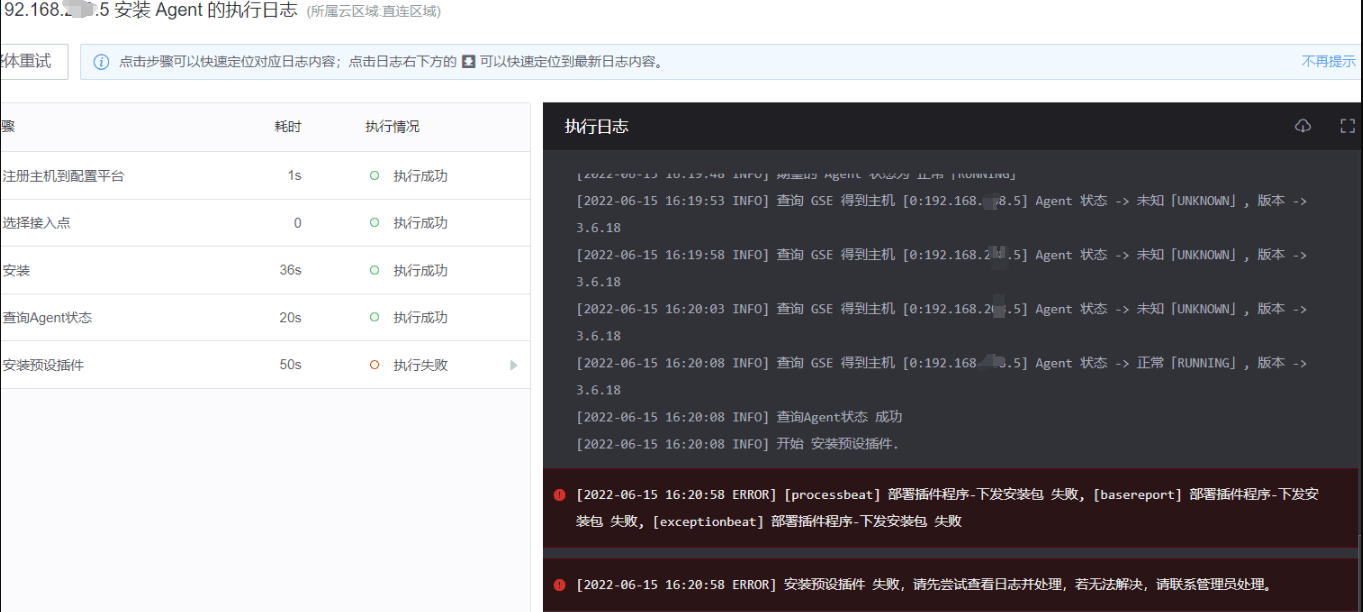 92.168. .5 安装 Agent 的执行日志 (所属云区域:直连区域)
体重试
点击步骤可以快速定位对应日志内容；点击日志右下方的 可以快速定位到最新日志内容。 不再提示
骤 耗时 执行情况
注册主机到配置平台 1s 执行成功
选择接入点 0 执行成功
安装 36s 执行成功
查询Agent状态 20s 执行成功
安装预设插件 50s 执行失败
执行日志
[2022-06-15 16:19:48 INFO] 期望的 Agent 状态为 正常「RUNNING」
[2022-06-15 16:19:53 INFO] 查询 GSE 得到主机 [0:192.168. 8.5] Agent 状态 -> 未知「UNKNOWN」, 版本 ->
3.6.18
[2022-06-15 16:19:58 INFO] 查询 GSE 得到主机 [0:192.168.2 .5] Agent 状态 -> 未知「UNKNOWN」, 版本 ->
3.6.18
[2022-06-15 16:20:03 INFO] 查询 GSE 得到主机 [0:192.168.20 .5] Agent 状态 -> 未知「UNKNOWN」, 版本 ->
3.6.18
[2022-06-15 16:20:08 INFO] 查询 GSE 得到主机 [0:192.168. 8.5] Agent 状态 -> 正常「RUNNING」, 版本 ->
3.6.18
[2022-06-15 16:20:08 INFO] 查询Agent状态 成功
[2022-06-15 16:20:08 INFO] 开始 安装预设插件.
[2022-06-15 16:20:58 ERROR] [processbeat] 部署插件程序-下发安装包 失败, [basereport] 部署插件程序-下发安
装包 失败, [exceptionbeat] 部署插件程序-下发安装包 失败
[2022-06-15 16:20:58 ERROR] 安装预设插件 失败，请先尝试查看日志并处理，若无法解决，请联系管理员处理。